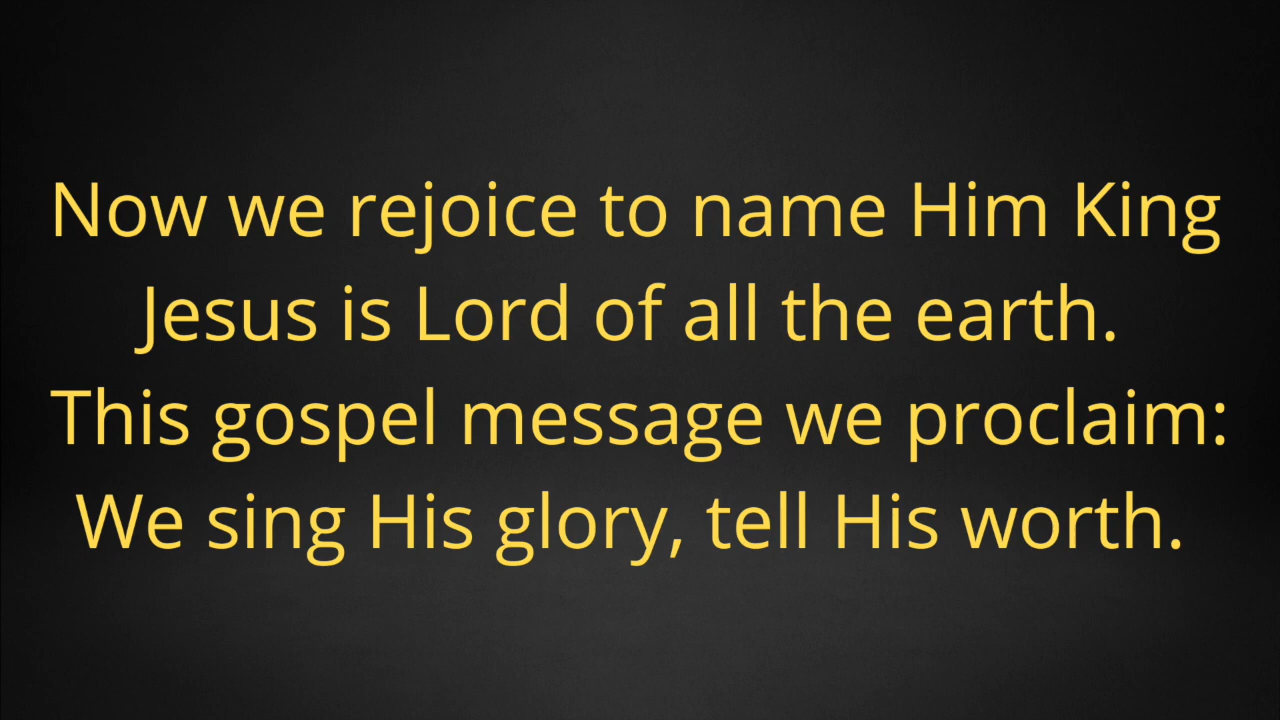 Now we rejoice to name Him King
Jesus is Lord of all the earth.
This gospel message we proclaim:
We sing His glory, tell His worth.